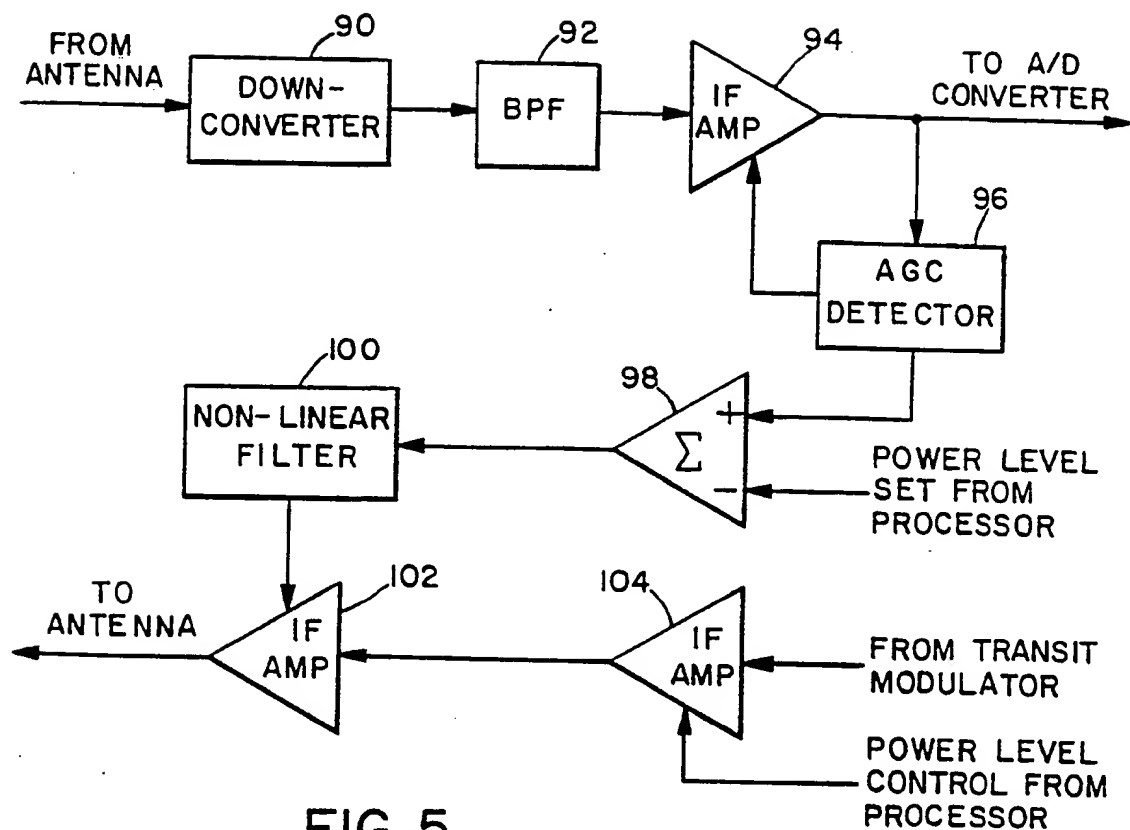 FROM
ANTENNA
90
DOWN-
CONVERTER
92
BPF
94
IF
AMP
TO A/D
CONVERTER
96
AGC
DETECTOR
100
NON-LINEAR
FILTER
98
Σ
+
−
POWER LEVEL
SET FROM
PROCESSOR
TO
ANTENNA
102
IF
AMP
104
IF
AMP
FROM TRANSIT
MODULATOR
POWER LEVEL
CONTROL FROM
PROCESSOR
FIG. 5